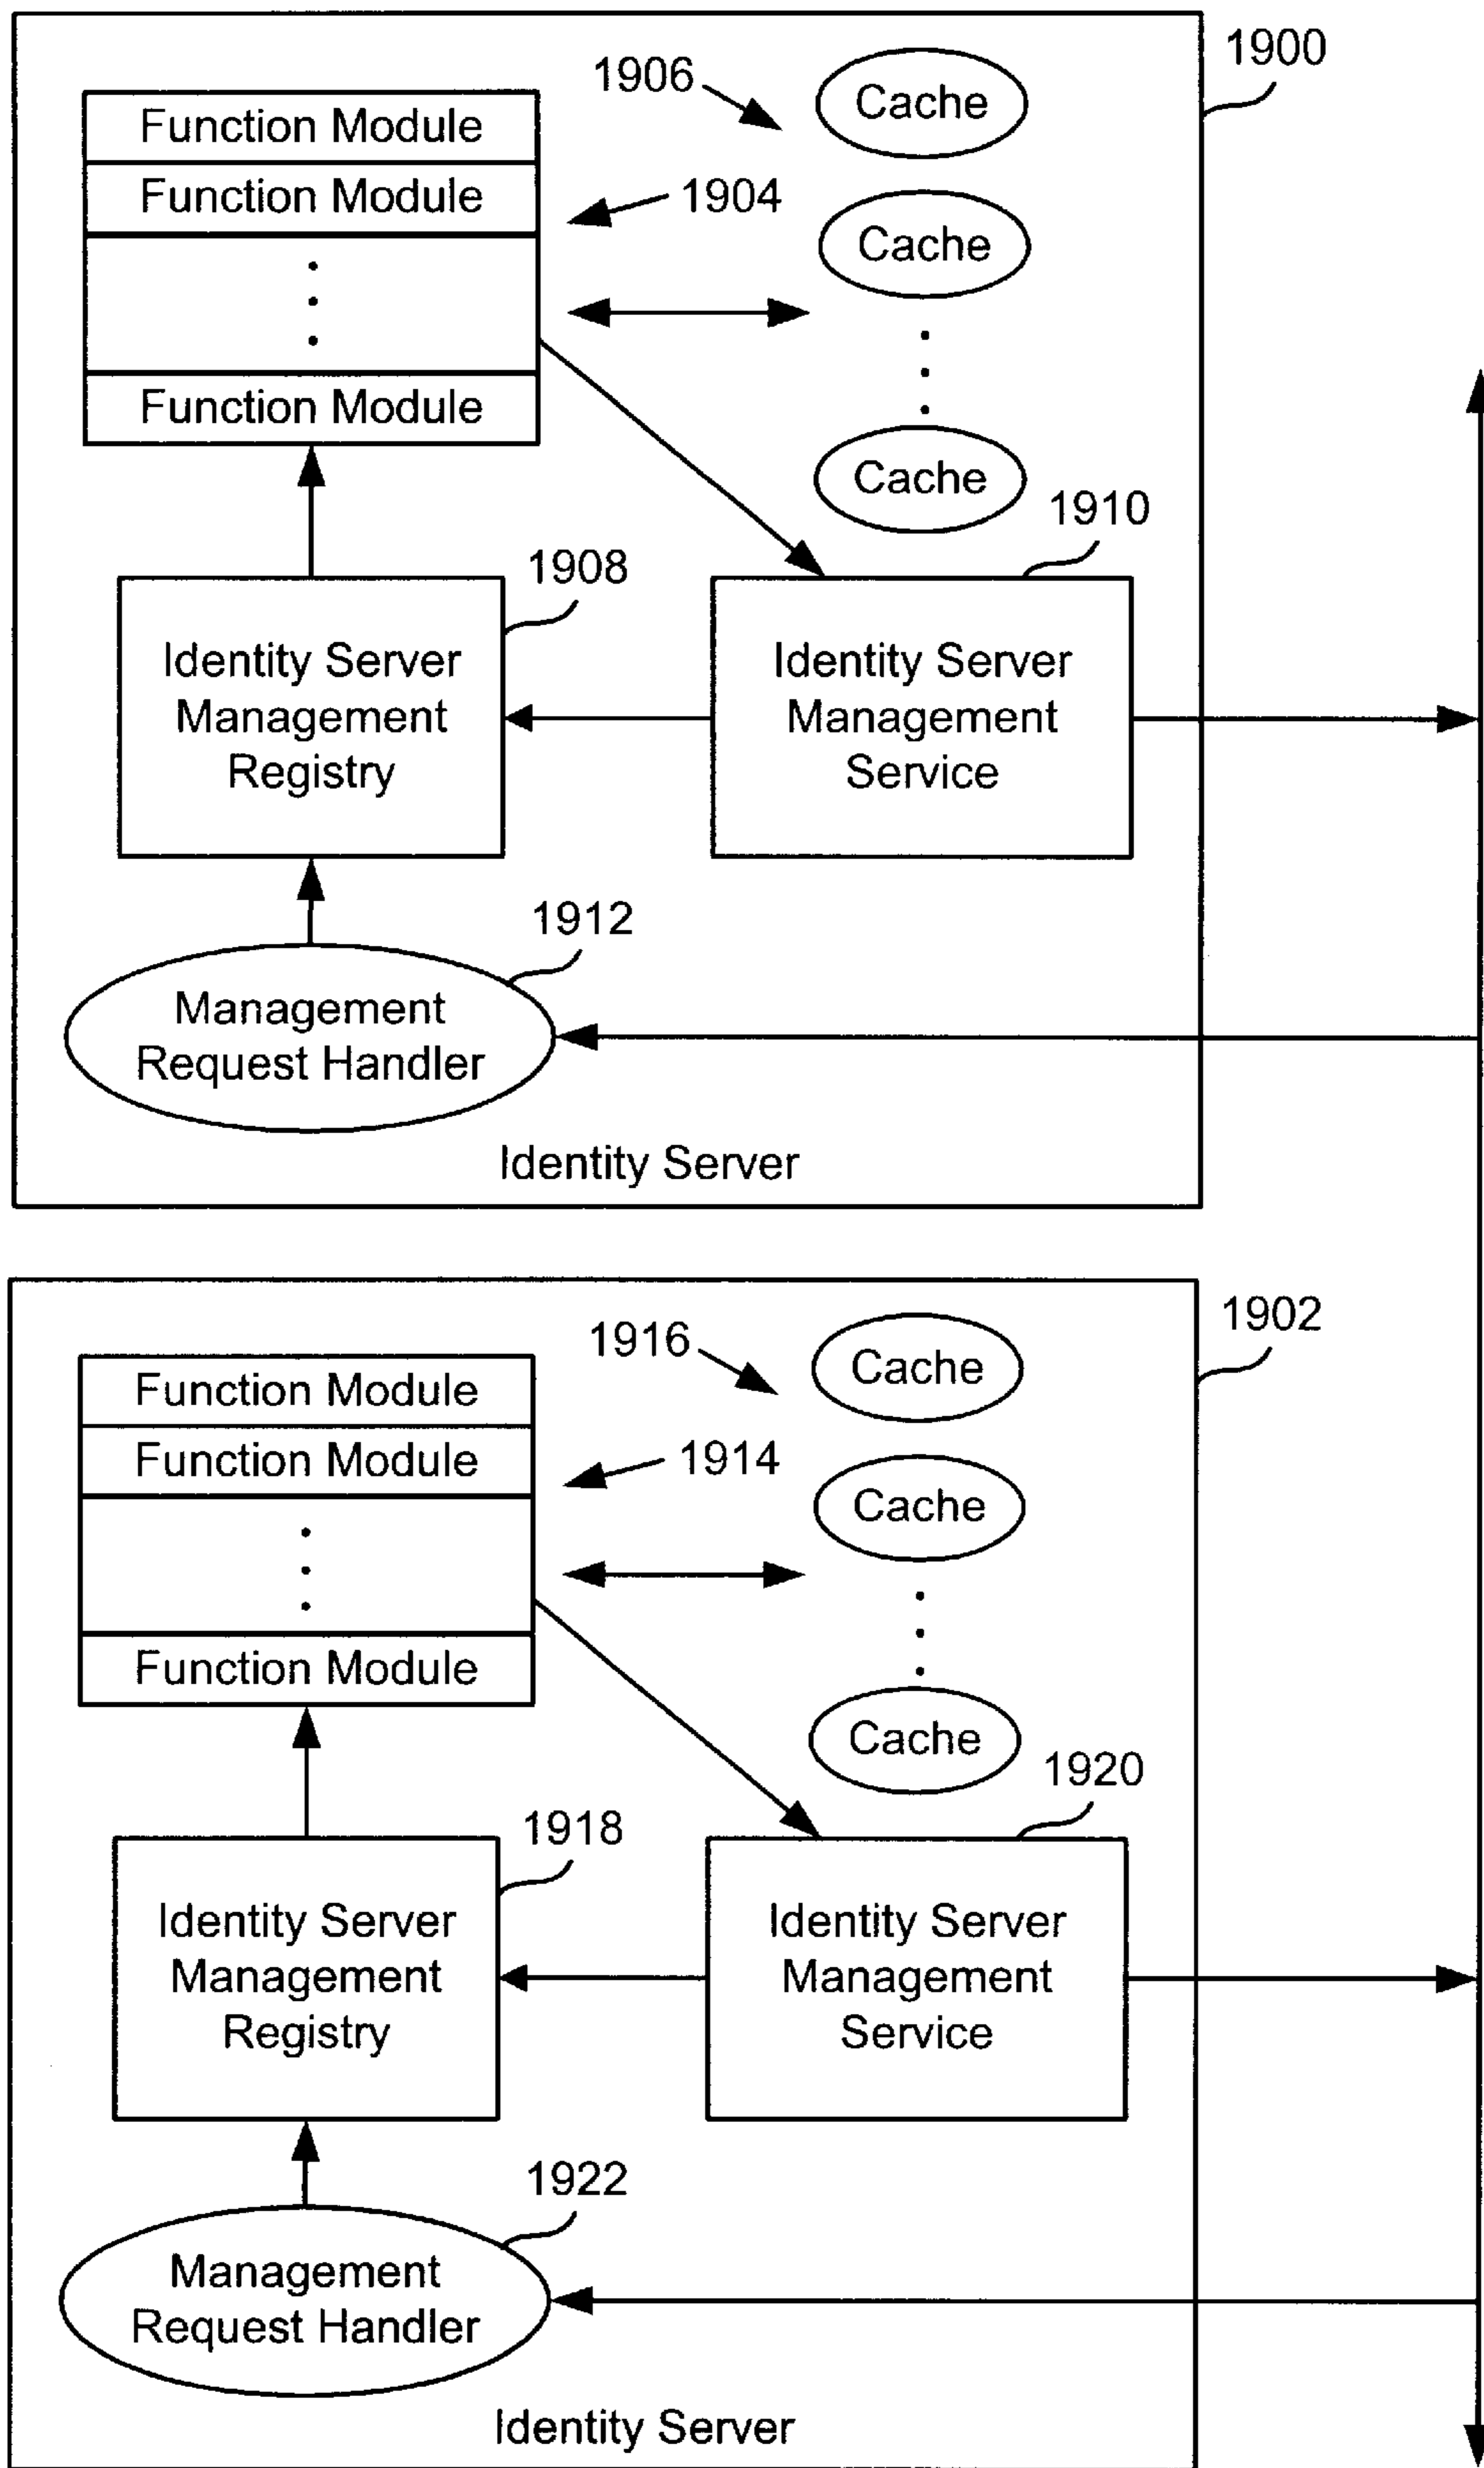 1900
1906
Cache
Function Module
Function Module
1904
Cache
Function Module
Cache
1910
1908
Identity Server
Management
Registry
Identity Server
Management
Service
1912
Management
Request Handler
Identity Server
1902
1916
Cache
Function Module
Function Module
1914
Cache
Function Module
Cache
1920
1918
Identity Server
Management
Registry
Identity Server
Management
Service
1922
Management
Request Handler
Identity Server